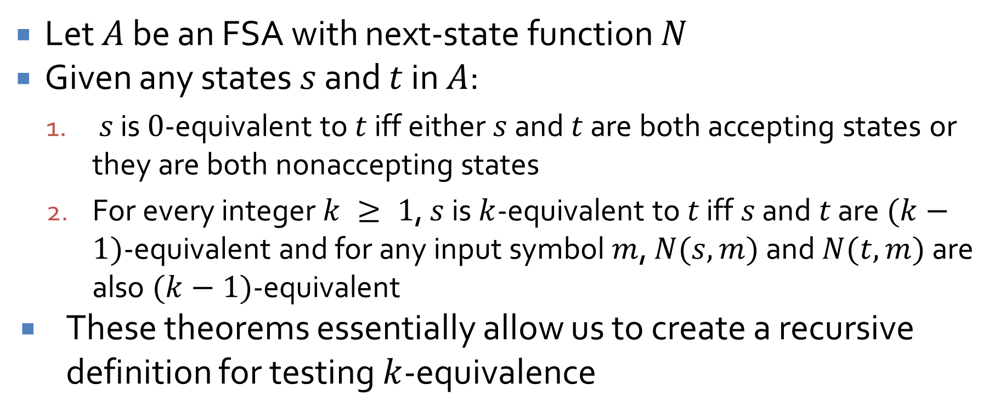 Let A be an FSA with next-state function N
Given any states s and t in A:
1. s is 0-equivalent to t iff either s and t are both accepting states or
they are both nonaccepting states
2. For every integer k ≥ 1, s is k-equivalent to t iff s and t are (k −
1)-equivalent and for any input symbol m, N(s, m) and N(t, m) are
also (k − 1)-equivalent
These theorems essentially allow us to create a recursive
definition for testing k-equivalence